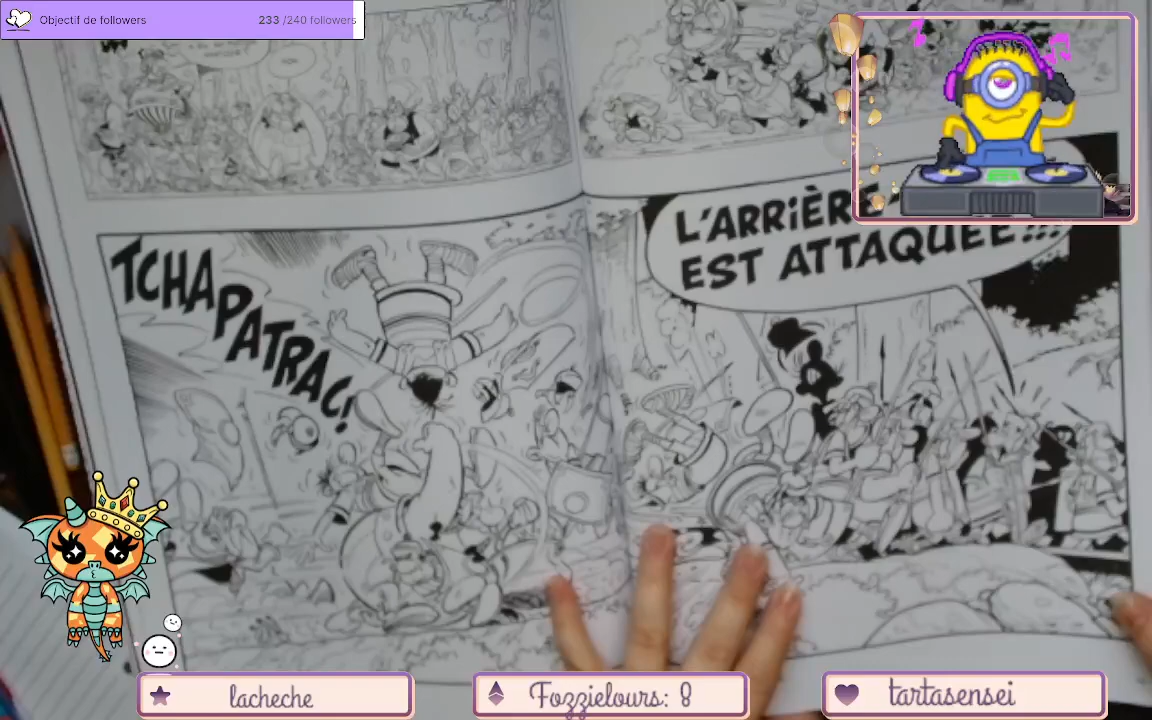 Objectif de followers 233 /240 followers
L'ARRIÈRE
EST ATTAQUÉE!!!
TCHAPATRAC!
lacheche
Fozzielours: 8
tartasensei